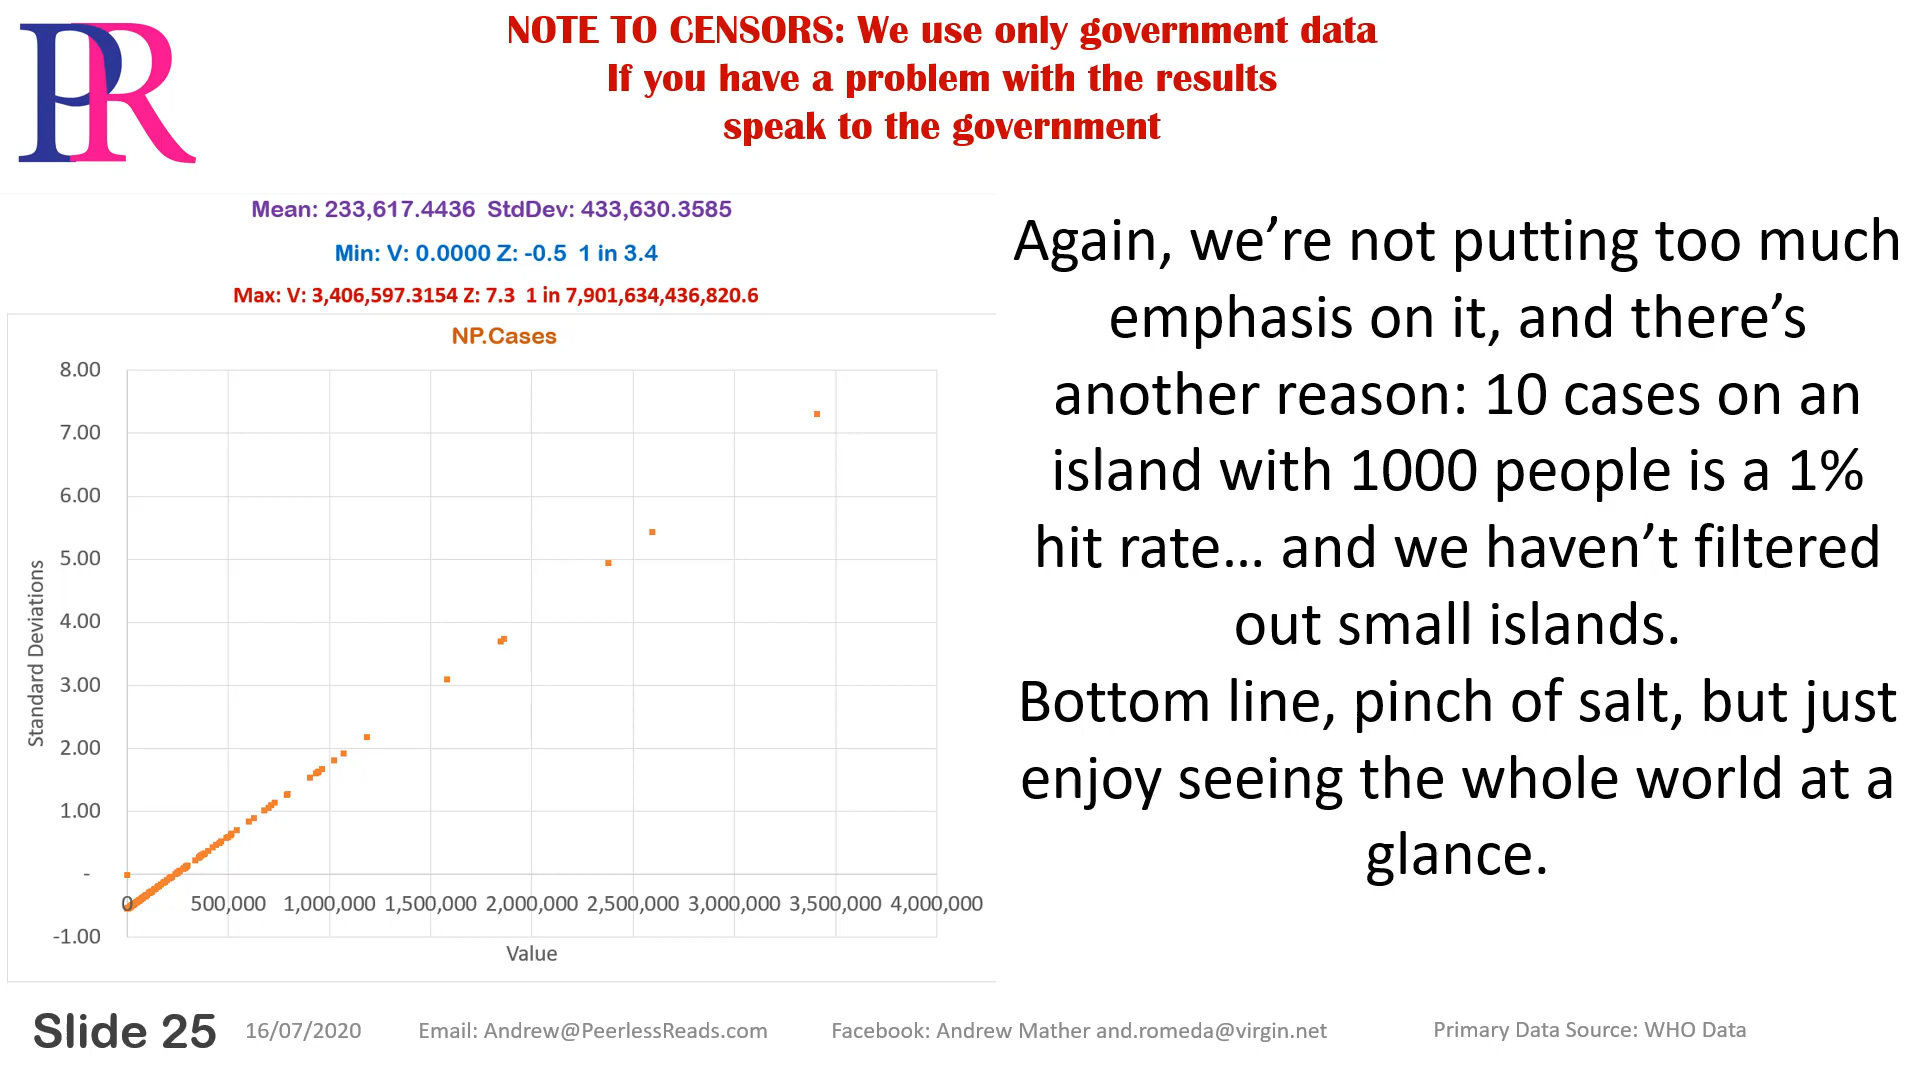 PR
NOTE TO CENSORS: We use only government data
If you have a problem with the results
speak to the government
Mean: 233,617.4436 StdDev: 433,630.3585
Min: V: 0.0000 Z: -0.5 1 in 3.4
Max: V: 3,406,597.3154 Z: 7.3 1 in 7,901,634,436,820.6
NP.Cases
8.00
7.00
6.00
5.00
4.00
3.00
2.00
1.00
-
-1.00
Standard Deviations
0 500,000 1,000,000 1,500,000 2,000,000 2,500,000 3,000,000 3,500,000 4,000,000
Value
Again, we’re not putting too much
emphasis on it, and there’s
another reason: 10 cases on an
island with 1000 people is a 1%
hit rate… and we haven’t filtered
out small islands.
Bottom line, pinch of salt, but just
enjoy seeing the whole world at a
glance.
Slide 25 16/07/2020 Email: Andrew@PeerlessReads.com Facebook: Andrew Mather and.romeda@virgin.net Primary Data Source: WHO Data